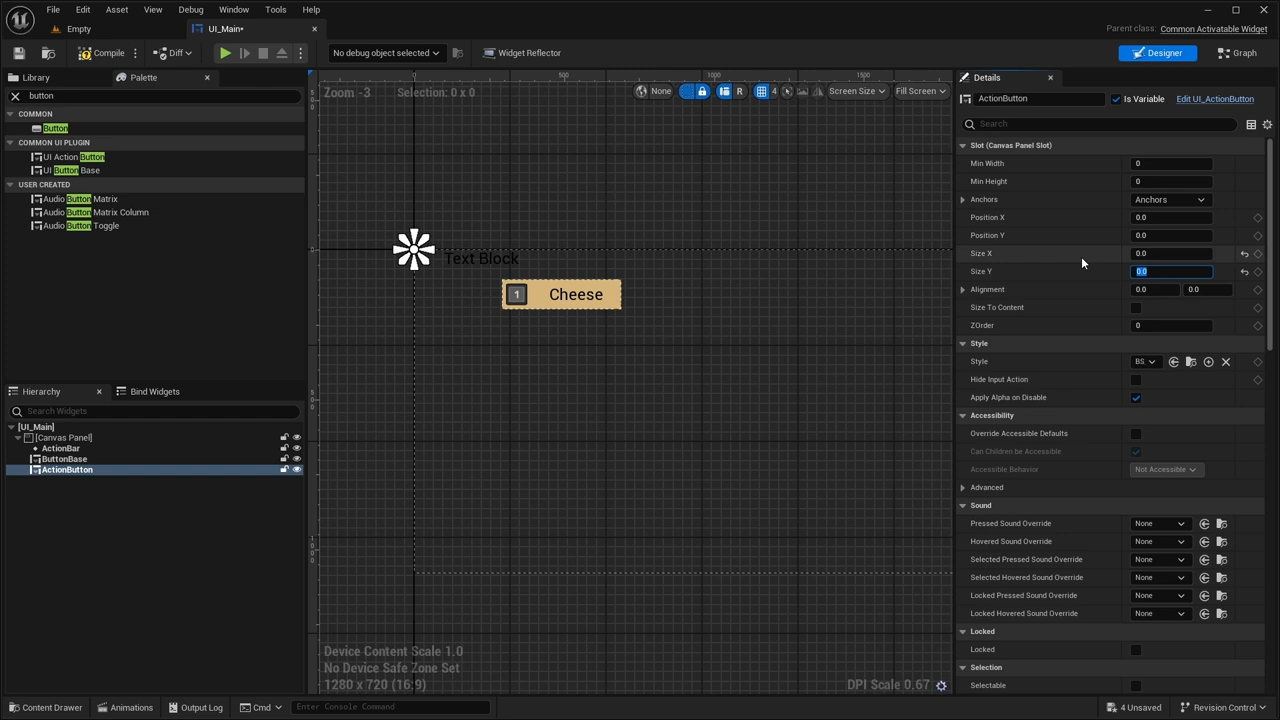 File Edit Asset View Debug Window Tools Help
Empty UI_Main• Parent class: Common Activatable Widget
Compile Diff No debug object selected Widget Reflector Designer Graph
Library Palette
button
COMMON
Button
COMMON UI PLUGIN
UI Action Button
UI Button Base
USER CREATED
Audio Button Matrix
Audio Button Matrix Column
Audio Button Toggle
Hierarchy Bind Widgets
Search Widgets
[UI_Main]
[Canvas Panel]
ActionBar
ButtonBase
ActionButton
0 500 1000 1500
Zoom -3 Selection: 0 x 0 None R 4 Screen Size Fill Screen
Text Block
1 Cheese
Device Content Scale 1.0
No Device Safe Zone Set
1280 x 720 (16:9) DPI Scale 0.67
Details
ActionButton Is Variable Edit UI_ActionButton
Search
Slot (Canvas Panel Slot)
Min Width 0
Min Height 0
Anchors Anchors
Position X 0.0
Position Y 0.0
Size X 0.0
Size Y 0.0
Alignment 0.0 0.0
Size To Content
ZOrder 0
Style
Style BS
Hide Input Action
Apply Alpha on Disable
Accessibility
Override Accessible Defaults
Can Children be Accessible
Accessible Behavior Not Accessible
Advanced
Sound
Pressed Sound Override None
Hovered Sound Override None
Selected Pressed Sound Override None
Selected Hovered Sound Override None
Locked Pressed Sound Override None
Locked Hovered Sound Override None
Locked
Locked
Selection
Selectable
Content Drawer Animations Output Log Cmd Enter Console Command 4 Unsaved Revision Control